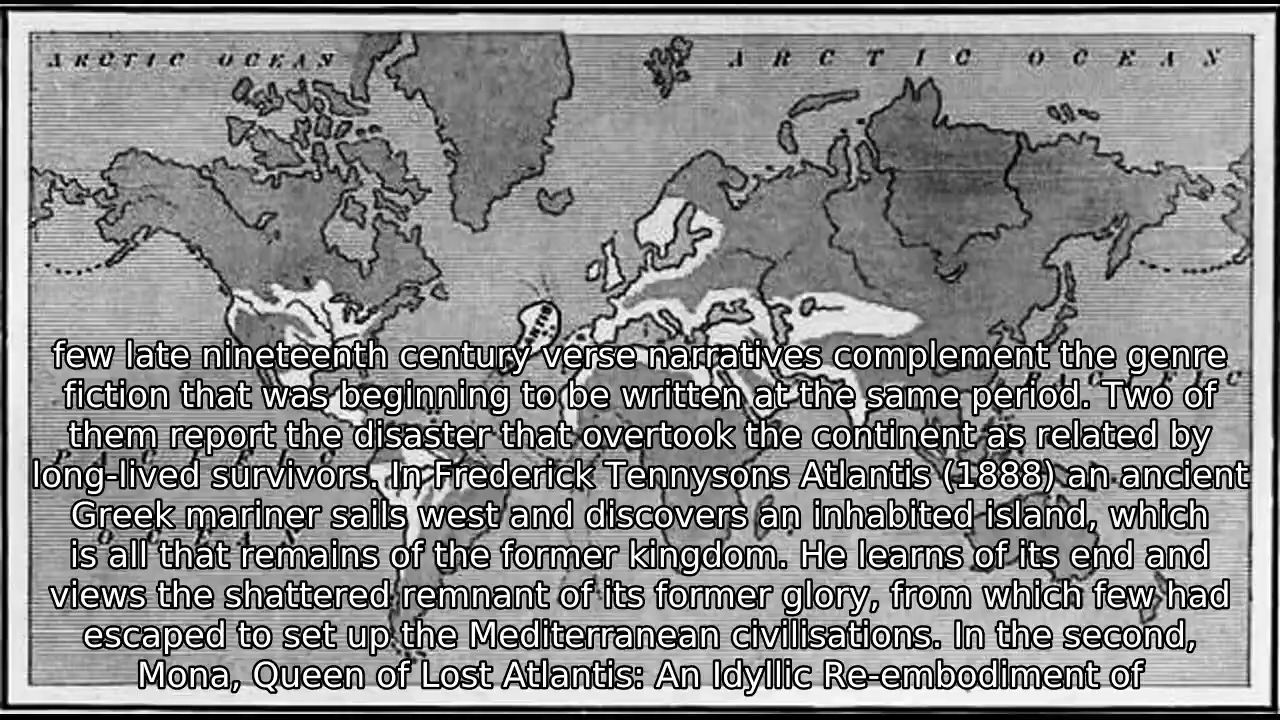 ARCTIC OCEAN
ARCTIC OCEAN
few late nineteenth century verse narratives complement the genre
fiction that was beginning to be written at the same period. Two of
them report the disaster that overtook the continent as related by
long-lived survivors. In Frederick Tennysons Atlantis (1888) an ancient
Greek mariner sails west and discovers an inhabited island, which
is all that remains of the former kingdom. He learns of its end and
views the shattered remnant of its former glory, from which few had
escaped to set up the Mediterranean civilisations. In the second,
Mona, Queen of Lost Atlantis: An Idyllic Re-embodiment of